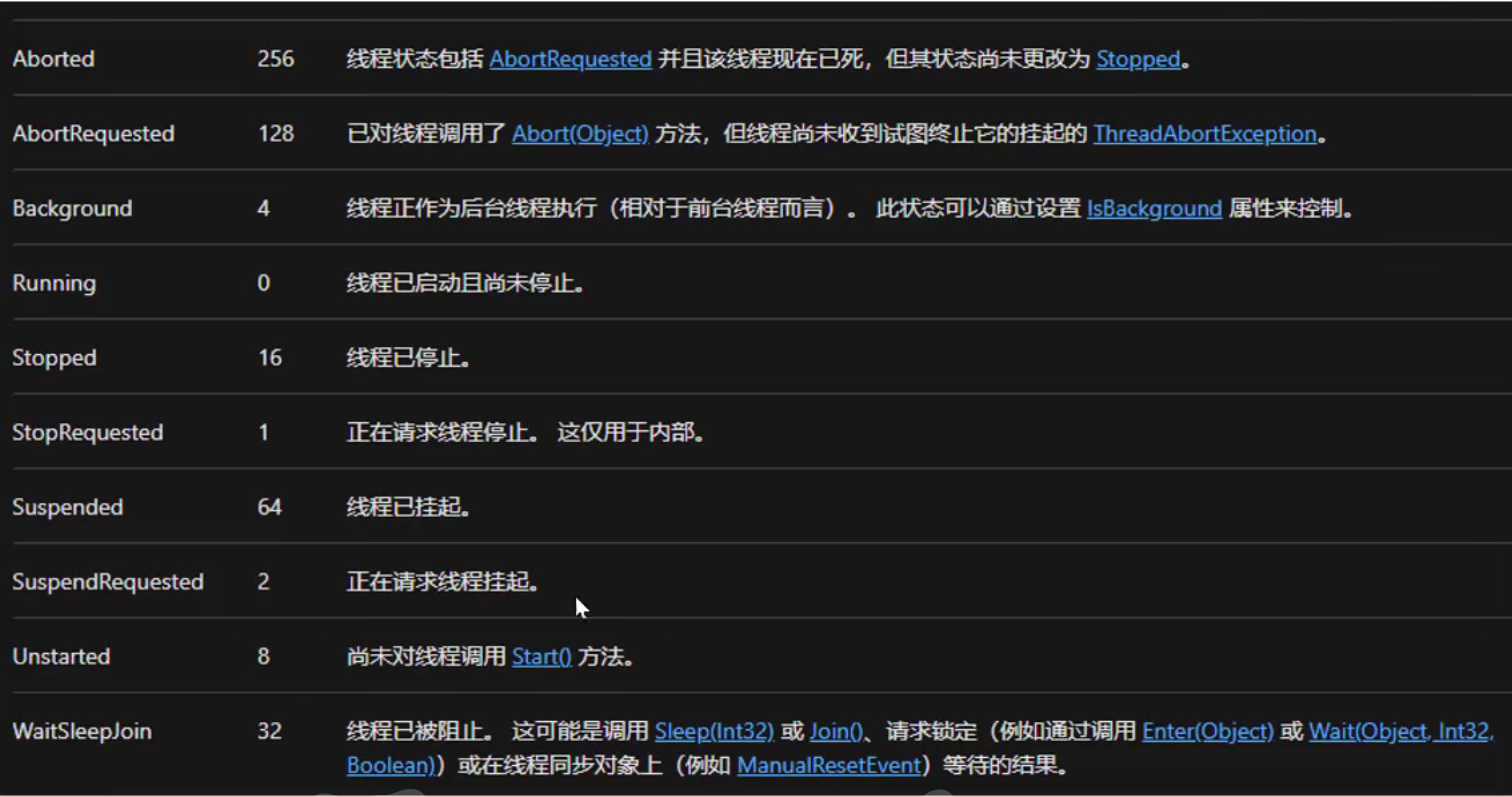 Aborted 256 线程状态包括 AbortRequested 并且该线程现在已死，但其状态尚未更改为 Stopped。
AbortRequested 128 已对线程调用了 Abort(Object) 方法，但线程尚未收到试图终止它的挂起的 ThreadAbortException。
Background 4 线程正作为后台线程执行（相对于前台线程而言）。 此状态可以通过设置 IsBackground 属性来控制。
Running 0 线程已启动且尚未停止。
Stopped 16 线程已停止。
StopRequested 1 正在请求线程停止。 这仅用于内部。
Suspended 64 线程已挂起。
SuspendRequested 2 正在请求线程挂起。
Unstarted 8 尚未对线程调用 Start() 方法。
WaitSleepJoin 32 线程已被阻止。 这可能是调用 Sleep(Int32) 或 Join()、请求锁定（例如通过调用 Enter(Object) 或 Wait(Object, Int32,
Boolean)）或在线程同步对象上（例如 ManualResetEvent）等待的结果。